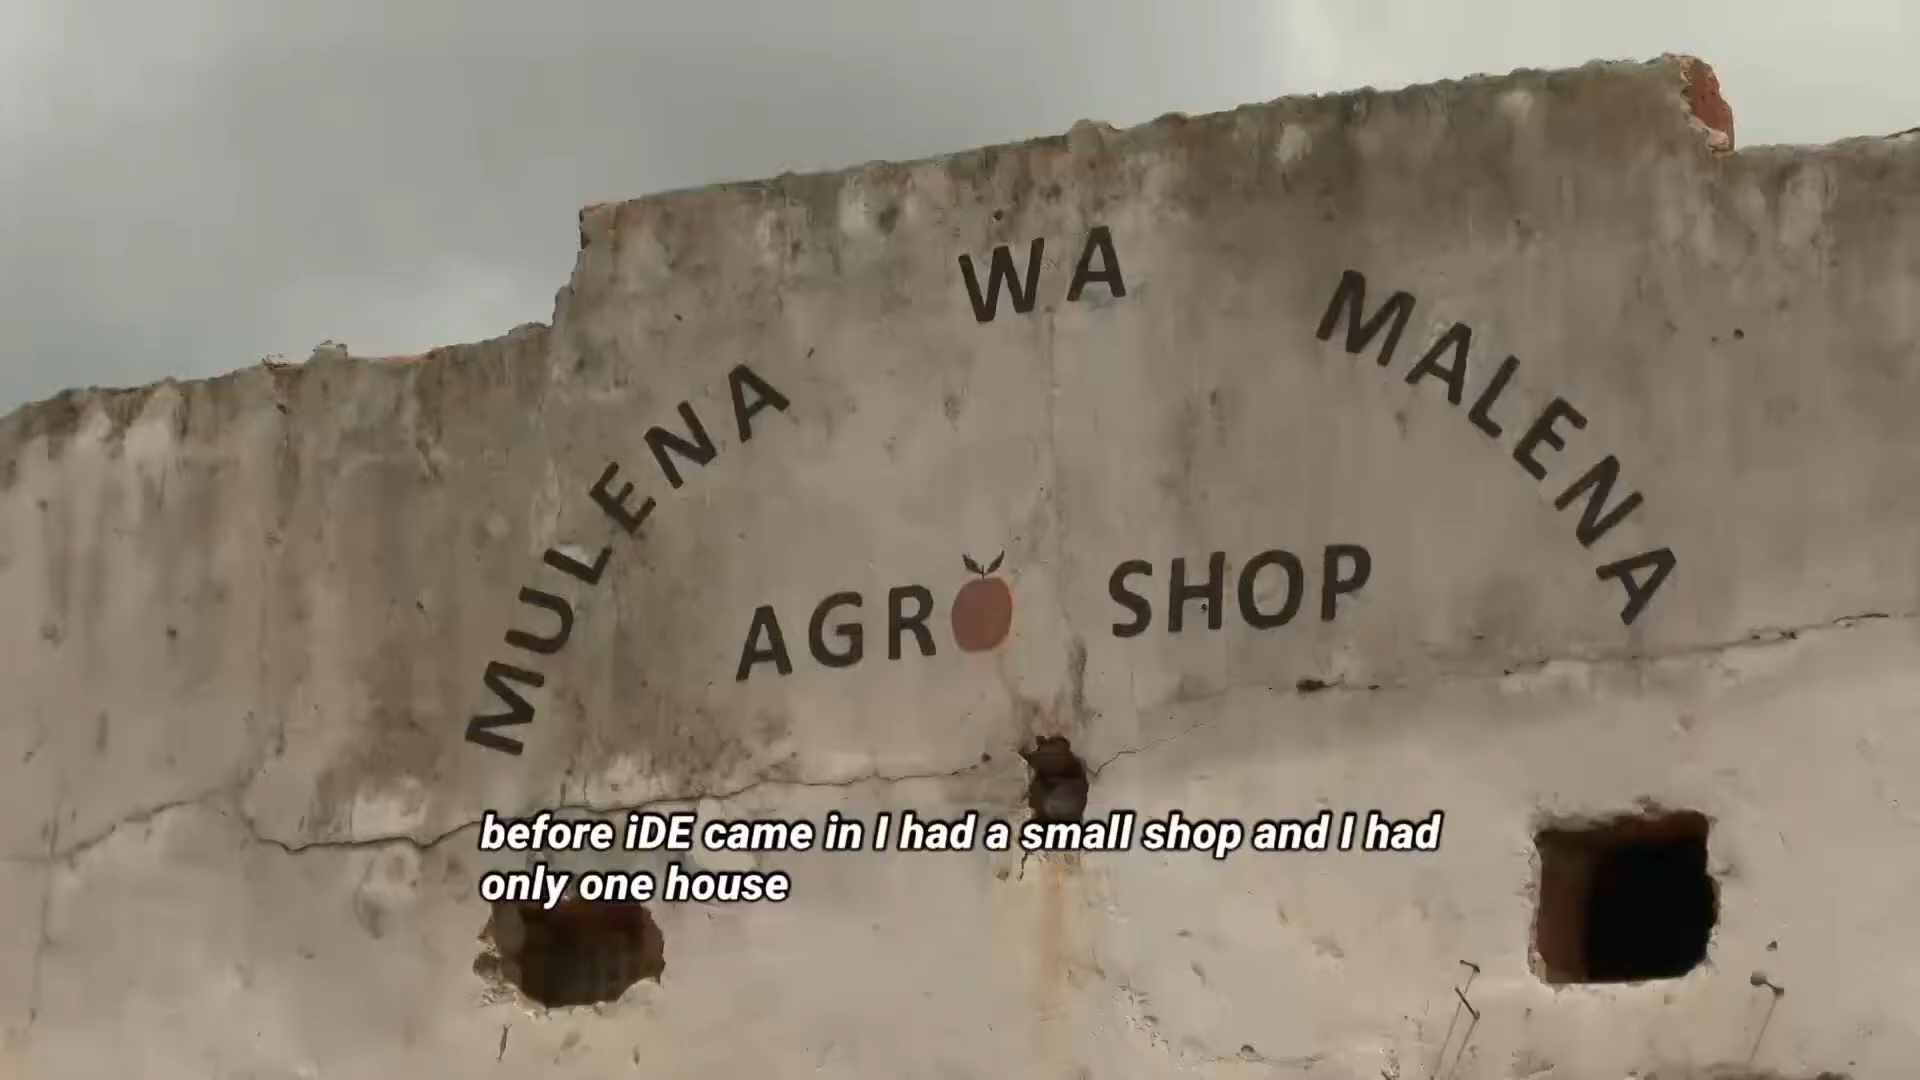 MULENA WA MALENA
AGRO SHOP
before iDE came in I had a small shop and I had
only one house